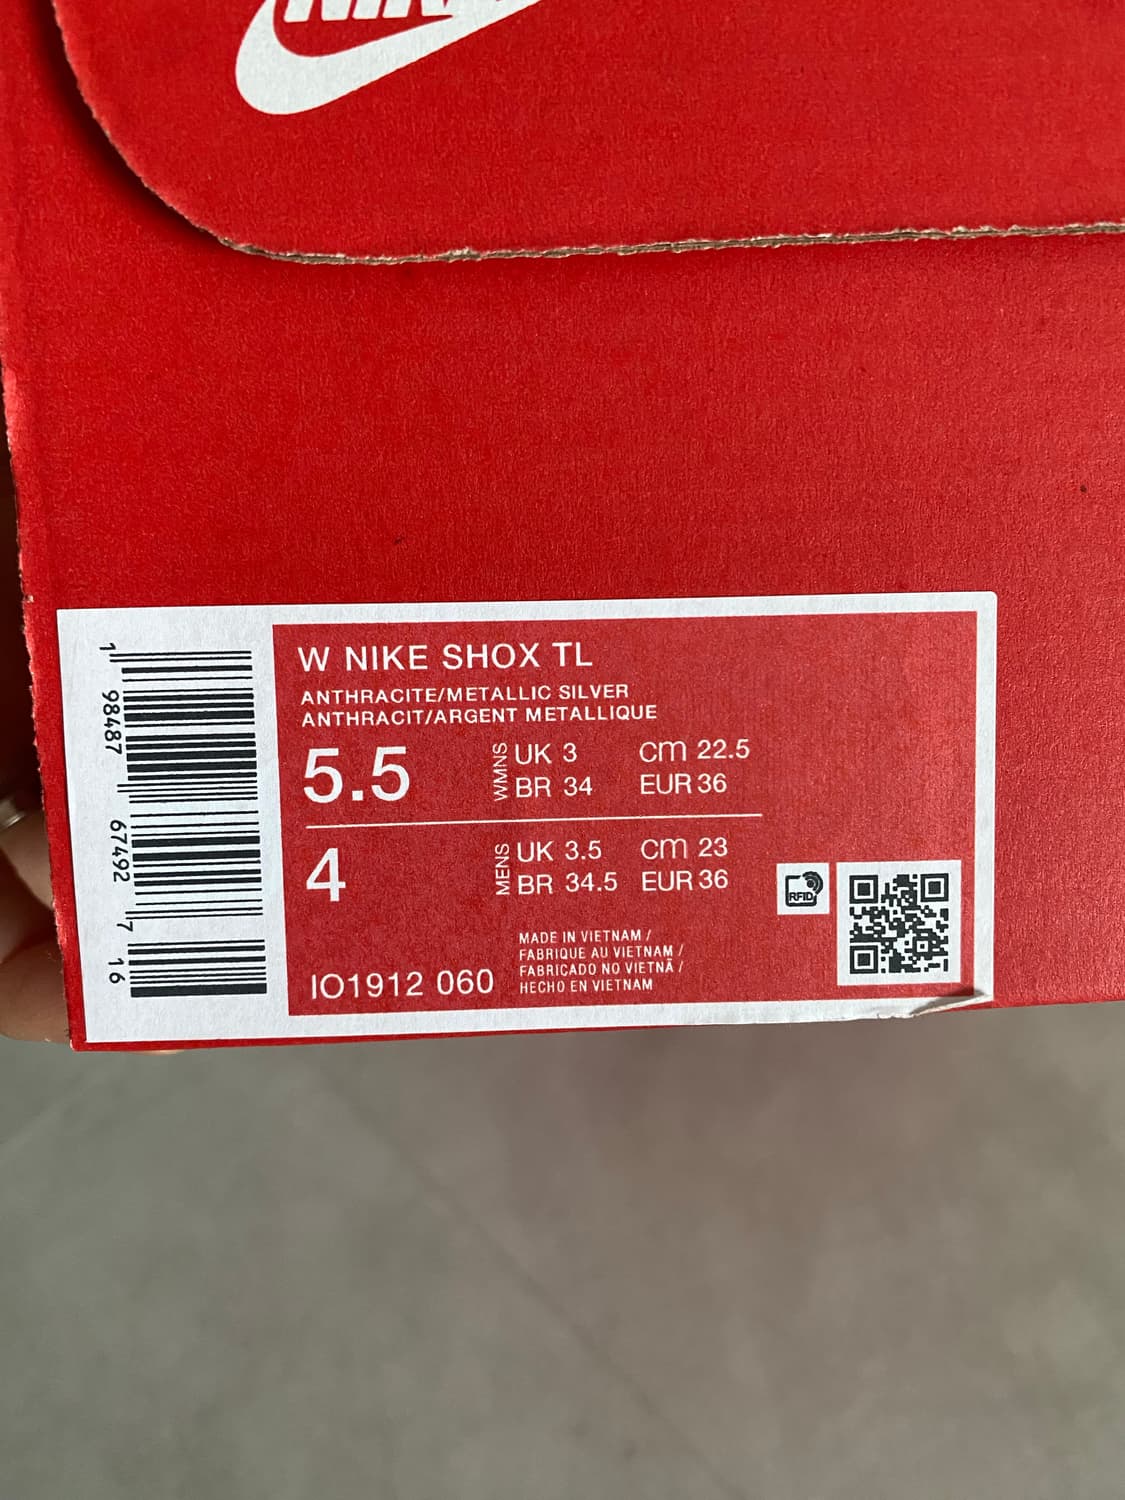 NIKE
W NIKE SHOX TL
ANTHRACITE/METALLIC SILVER
ANTHRACIT/ARGENT METALLIQUE
5.5 WMNS UK 3 cm 22.5
BR 34 EUR 36
4 MENS UK 3.5 cm 23
BR 34.5 EUR 36
IO1912 060
MADE IN VIETNAM /
FABRIQUE AU VIETNAM /
FABRICADO NO VIETNÃ /
HECHO EN VIETNAM
RFID
1 98487 67492 7 16